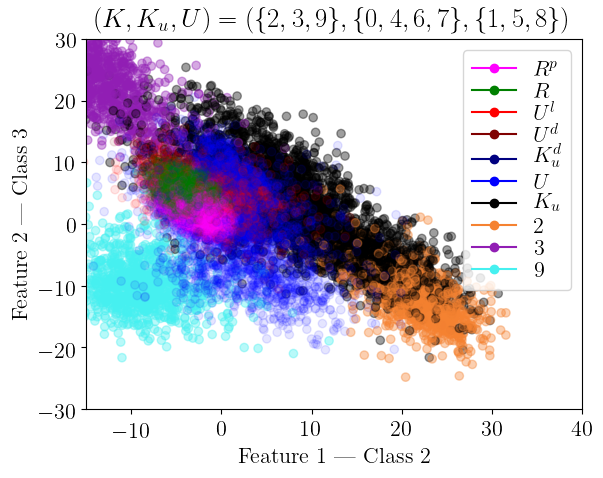 (K, K_u, U) = ({2, 3, 9}, {0, 4, 6, 7}, {1, 5, 8})
30
20
10
0
−10
−20
−30
Feature 2 — Class 3
R^p
R
U^l
U^d
K_u^d
U
K_u
2
3
9
−10
0
10
20
30
40
Feature 1 — Class 2